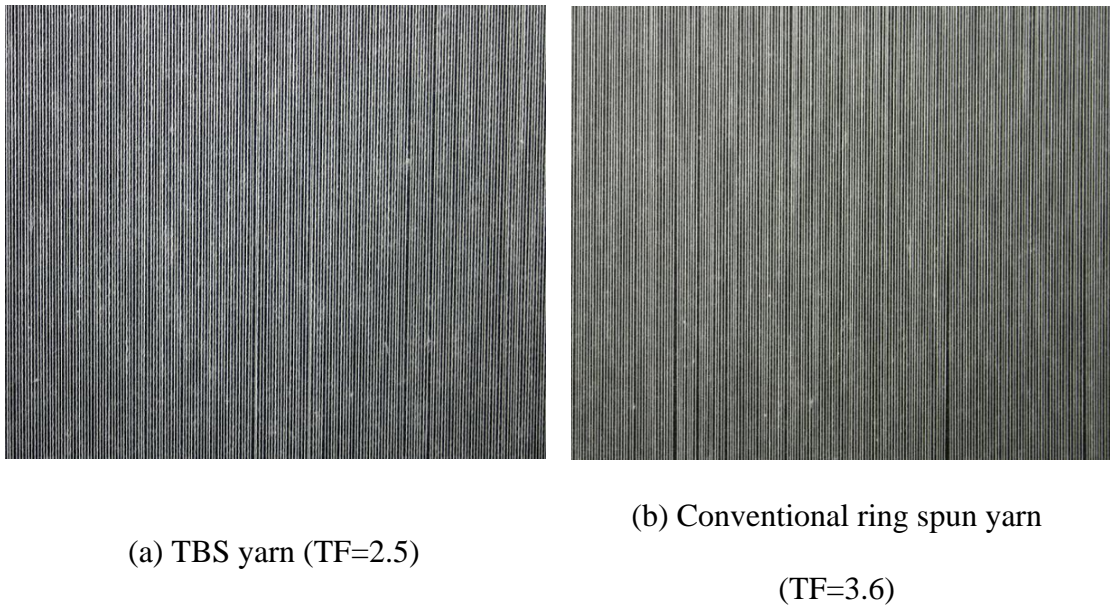 (a) TBS yarn (TF=2.5)
(b) Conventional ring spun yarn
(TF=3.6)